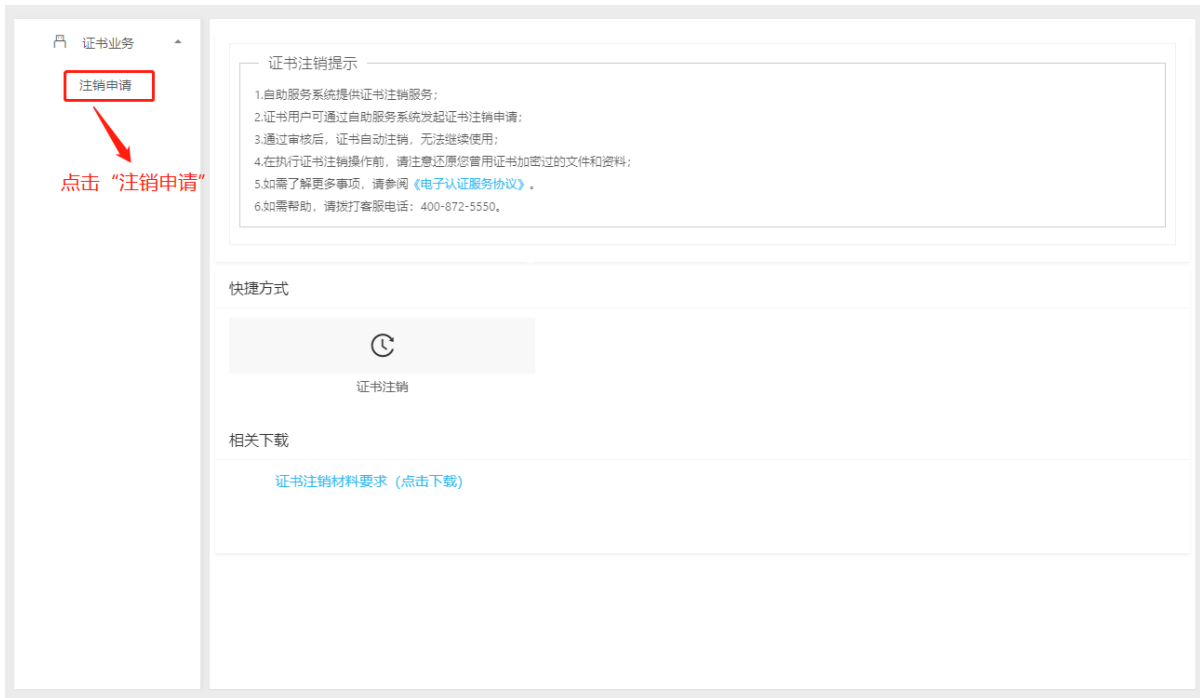 证书业务
注销申请
点击“注销申请”
证书注销提示
1.自助服务系统提供证书注销服务；
2.证书用户可通过自助服务系统发起证书注销申请；
3.通过审核后，证书自动注销，无法继续使用；
4.在执行证书注销操作前，请注意还原您曾用证书加密过的文件和资料；
5.如需了解更多事项，请参阅《电子认证服务协议》。
6.如需帮助，请拨打客服电话：400-872-5550。
快捷方式
证书注销
相关下载
证书注销材料要求（点击下载）